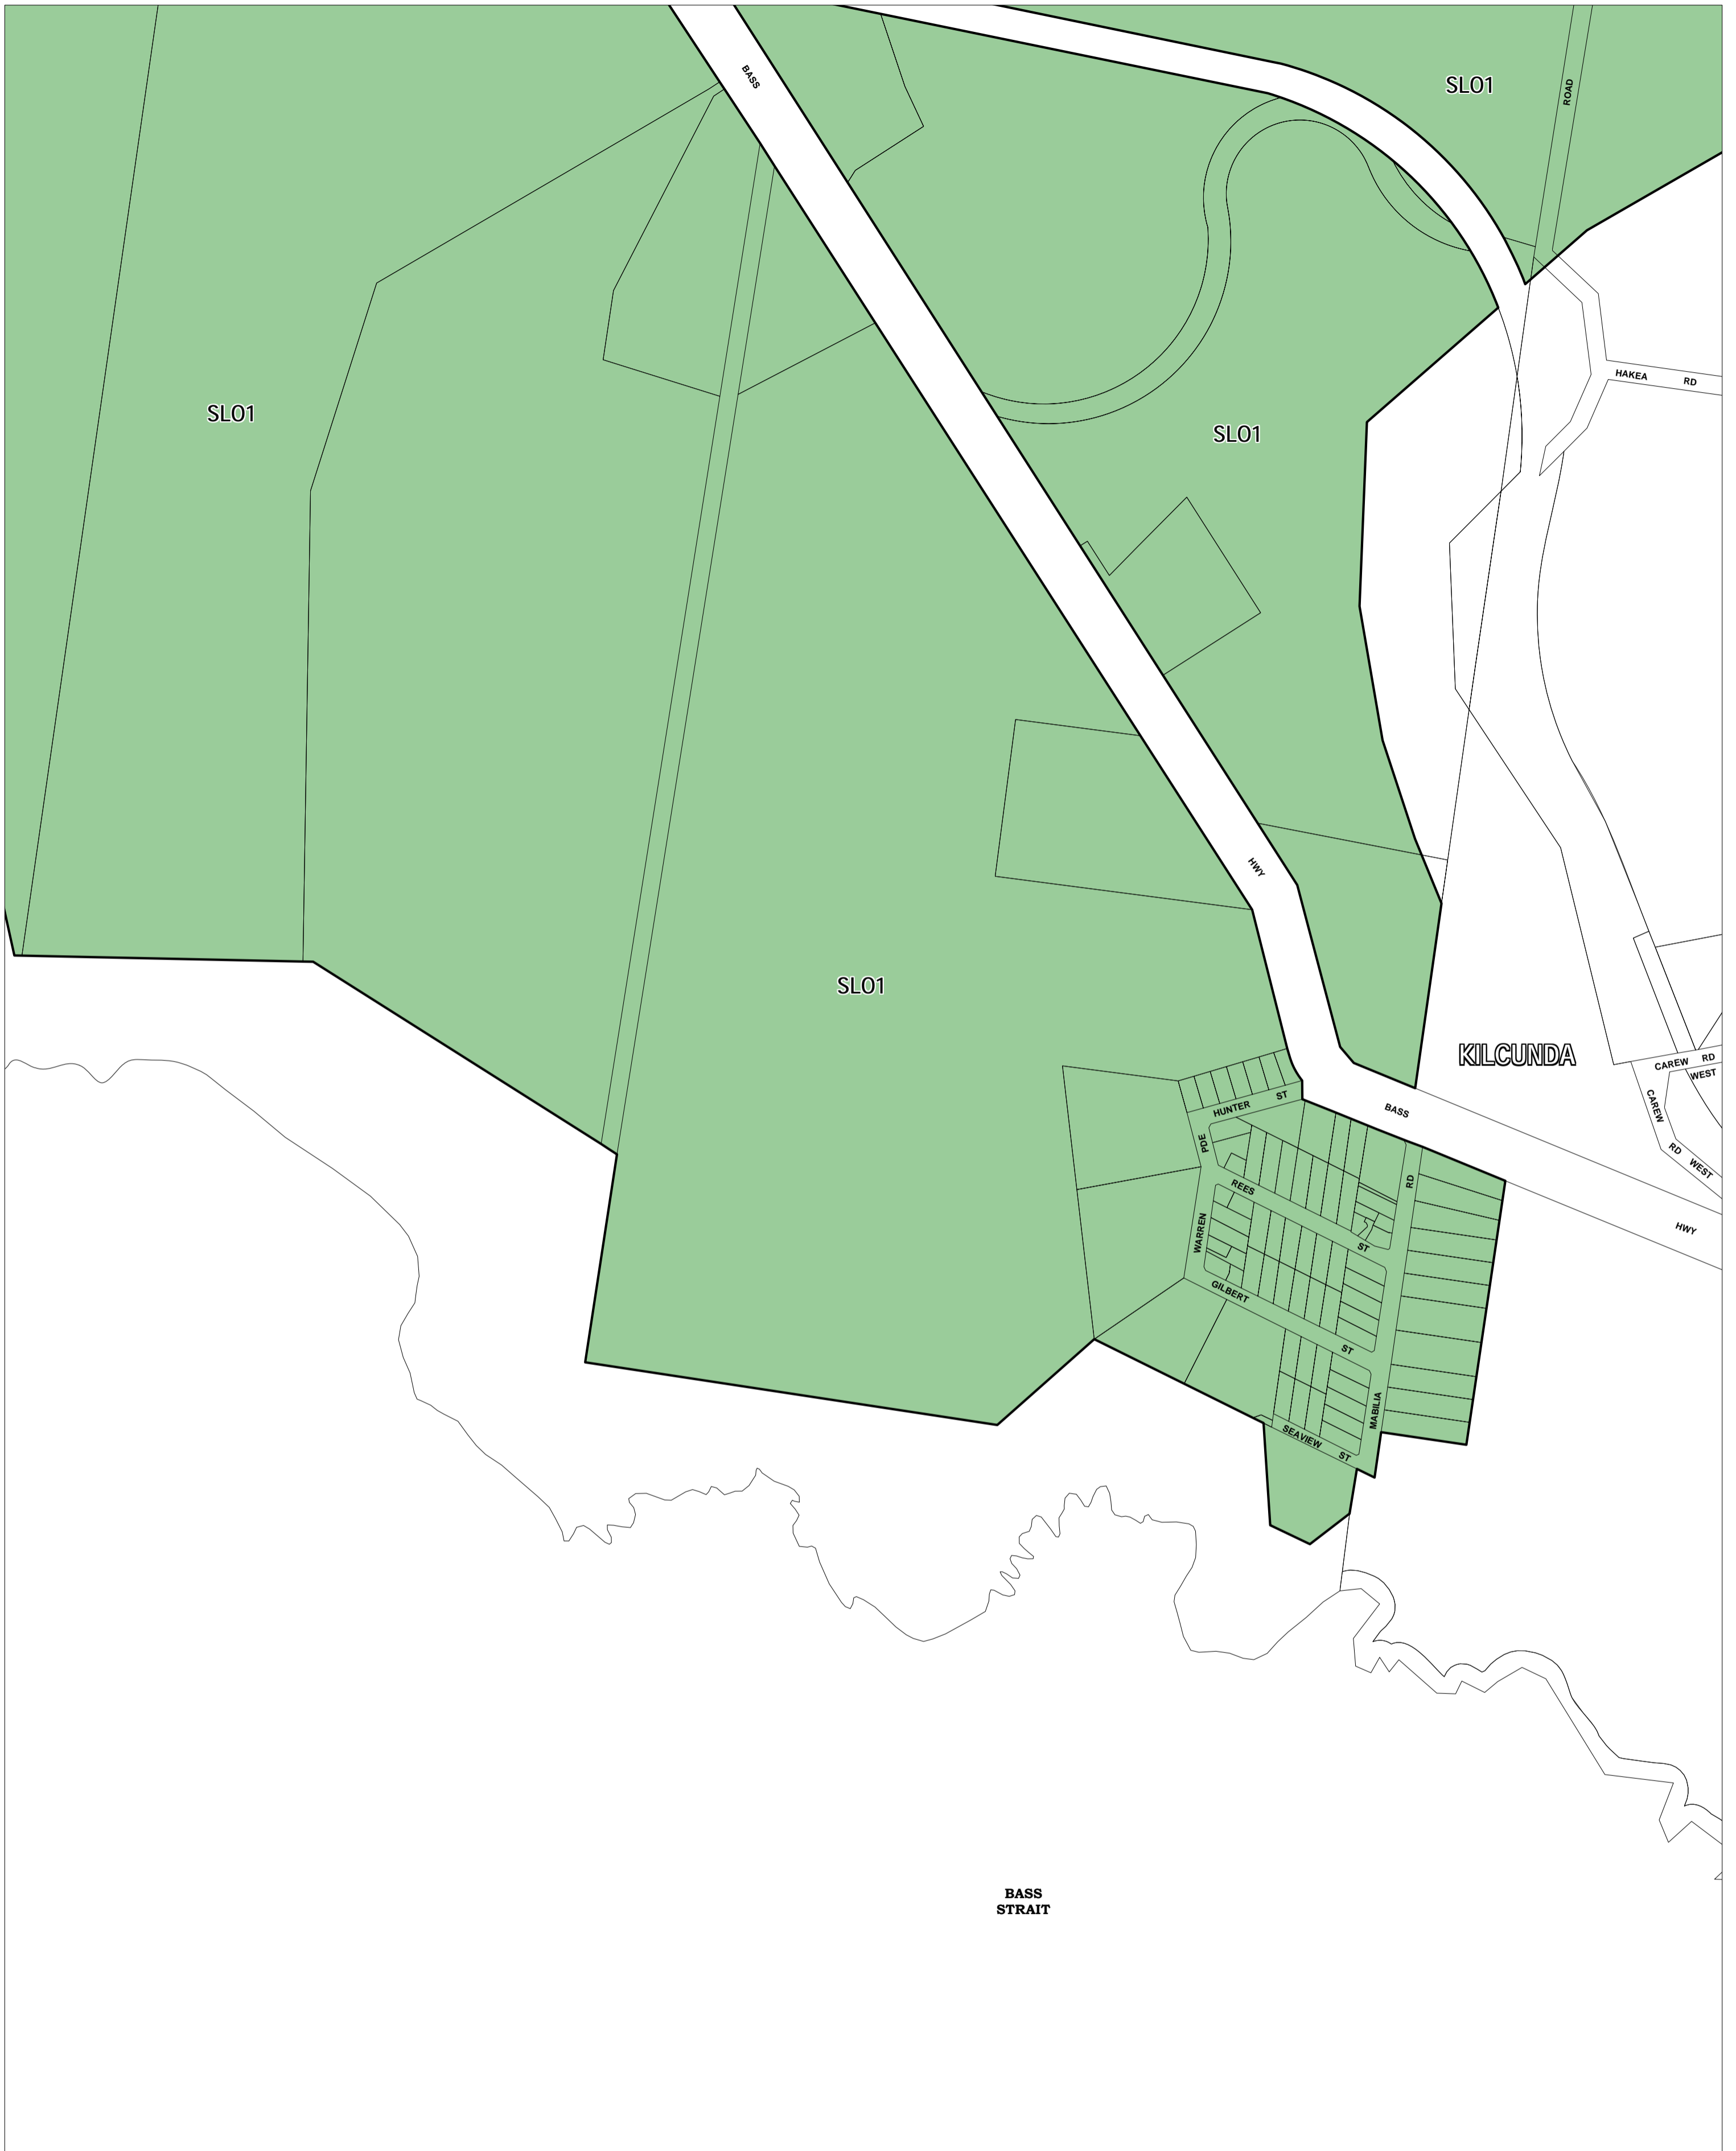 BASS
SLO1
ROAD
HAKEA RD
SLO1
SLO1
HWY
SLO1
KILCUNDA
CAREW RD
WEST
CAREW
RD WEST
HUNTER ST
BASS
PDE
REES
ST
RD
WARREN
HWY
GILBERT
ST
MABILIA
SEAVIEW
ST
BASS
STRAIT